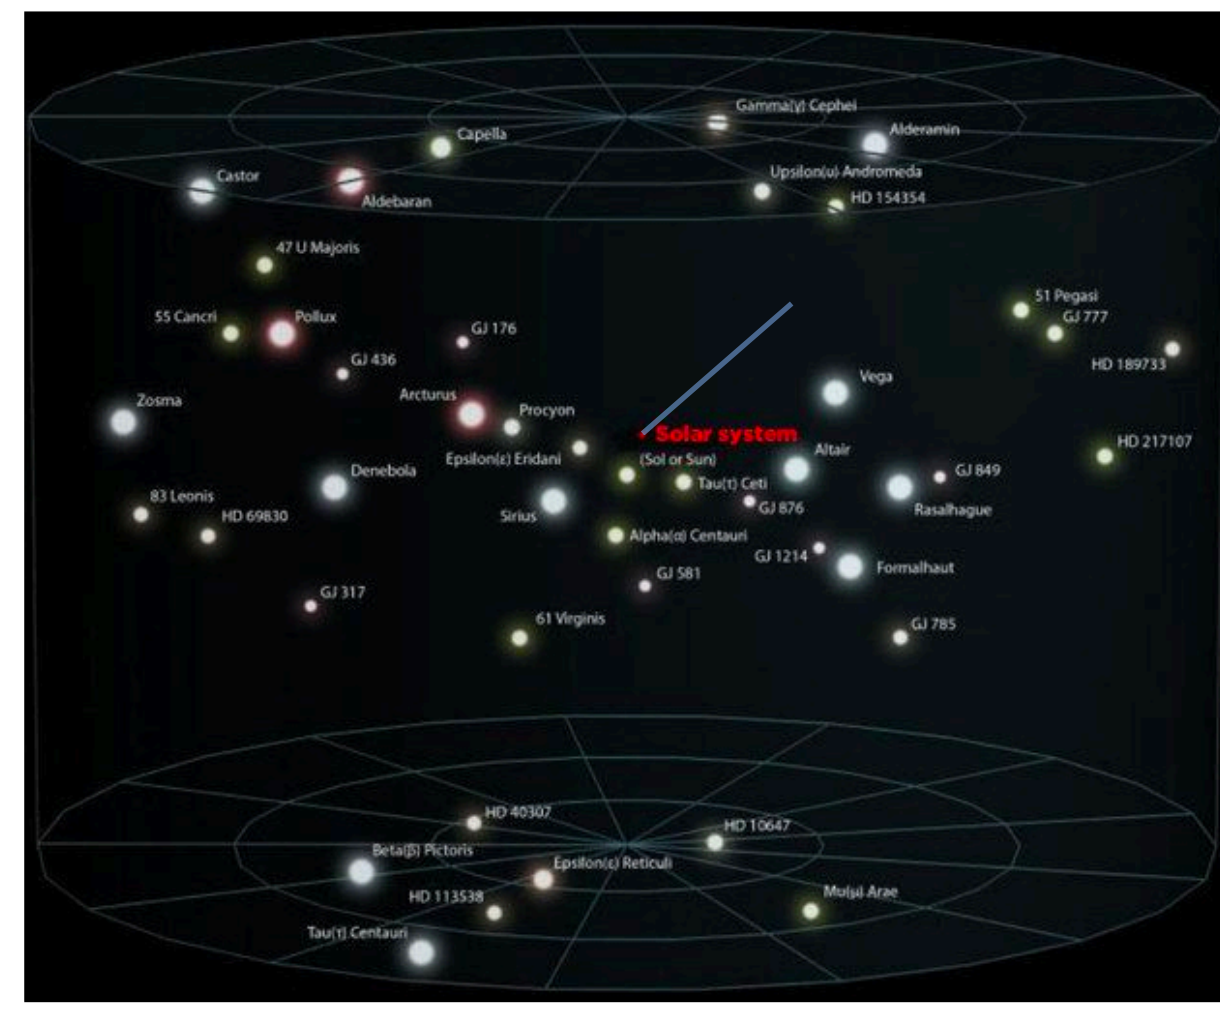 Gamma(γ) Cephei
Alderamin
Capella
Upsilon(υ) Andromeda
Castor
HD 154354
Aldebaran
47 U Majoris
51 Pegasi
55 Cancri
Pollux
GJ 777
GJ 176
GJ 436
HD 189733
Vega
Arcturus
Zosma
Procyon
• Solar system
HD 217107
Altair
Epsilon(ε) Eridani
(Sol or Sun)
Denebola
GJ 849
Tau(τ) Ceti
83 Leonis
GJ 876
Rasalhague
HD 69830
Sirius
Alpha(α) Centauri
GJ 1214
Formalhaut
GJ 581
GJ 317
61 Virginis
GJ 785
HD 40307
HD 10647
Beta(β) Pictoris
Epsilon(ε) Reticuli
Mu(μ) Arae
HD 113538
Tau(τ) Centauri